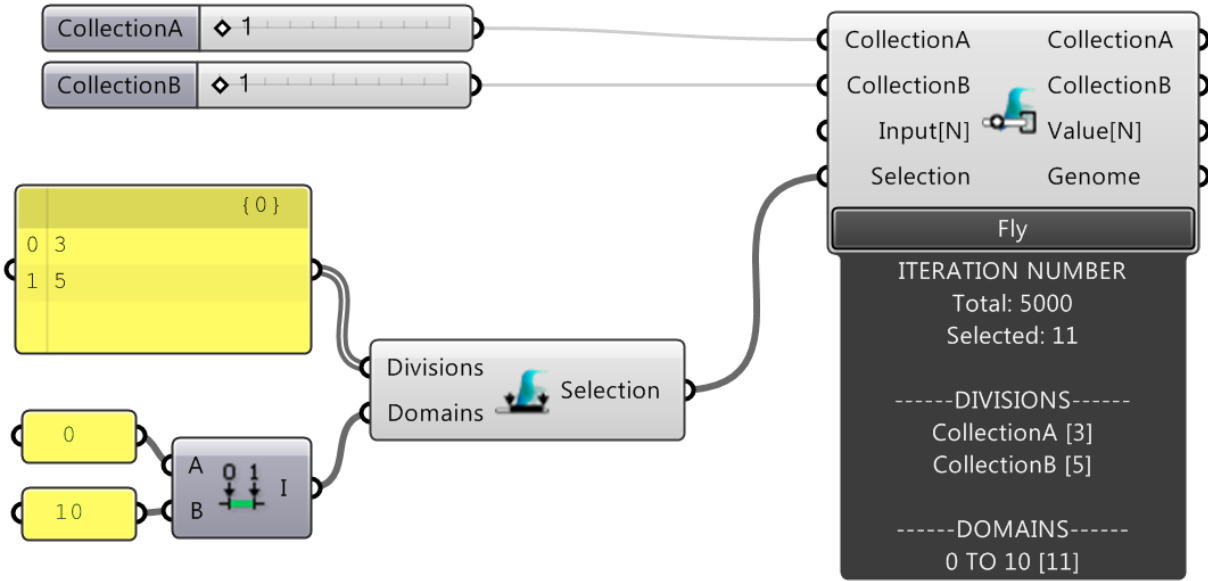 CollectionA 1
CollectionB 1
{0}
0 3
1 5
0
10
A
B
0 1
I
Divisions
Domains
Selection
CollectionA CollectionA
CollectionB CollectionB
Input[N] Value[N]
Selection Genome
Fly
ITERATION NUMBER
Total: 5000
Selected: 11
------DIVISIONS------
CollectionA [3]
CollectionB [5]
------DOMAINS------
0 TO 10 [11]